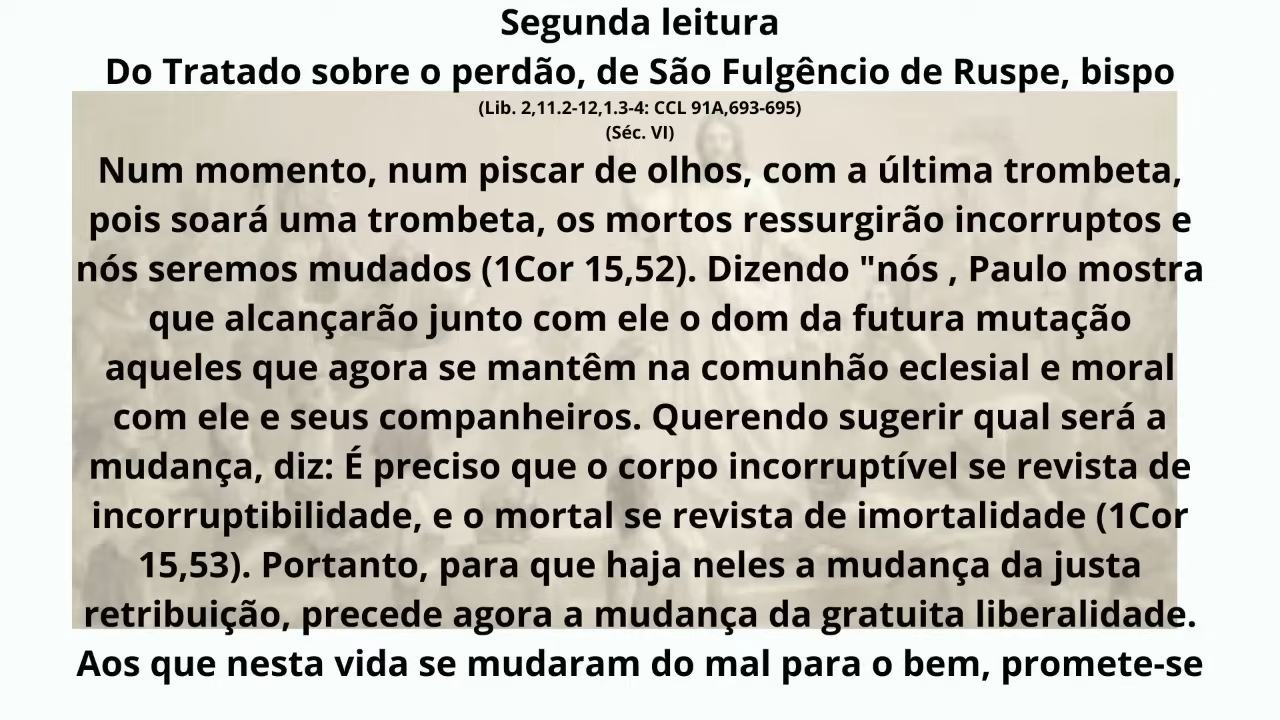 Segunda leitura
Do Tratado sobre o perdão, de São Fulgêncio de Ruspe, bispo
(Lib. 2,11.2-12,1.3-4: CCL 91A,693-695)
(Séc. VI)
Num momento, num piscar de olhos, com a última trombeta,
pois soará uma trombeta, os mortos ressurgirão incorruptos e
nós seremos mudados (1Cor 15,52). Dizendo "nós , Paulo mostra
que alcançarão junto com ele o dom da futura mutação
aqueles que agora se mantêm na comunhão eclesial e moral
com ele e seus companheiros. Querendo sugerir qual será a
mudança, diz: É preciso que o corpo incorruptível se revista de
incorruptibilidade, e o mortal se revista de imortalidade (1Cor
15,53). Portanto, para que haja neles a mudança da justa
retribuição, precede agora a mudança da gratuita liberalidade.
Aos que nesta vida se mudaram do mal para o bem, promete-se